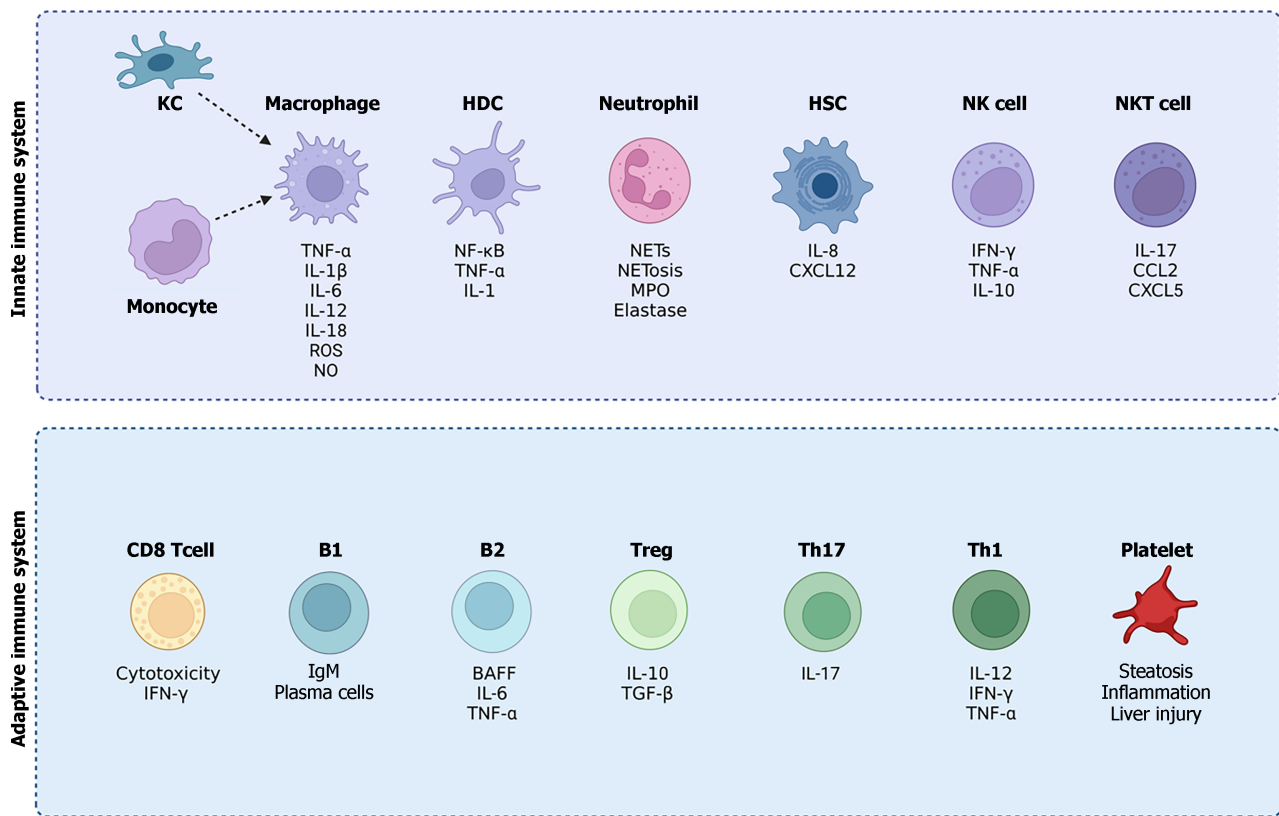 Innate immune system
KC
Monocyte
Macrophage
TNF-α
IL-1β
IL-6
IL-12
IL-18
ROS
NO
HDC
NF-κB
TNF-α
IL-1
Neutrophil
NETs
NETosis
MPO
Elastase
HSC
IL-8
CXCL12
NK cell
IFN-γ
TNF-α
IL-10
NKT cell
IL-17
CCL2
CXCL5
Adaptive immune system
CD8 Tcell
Cytotoxicity
IFN-γ
B1
IgM
Plasma cells
B2
BAFF
IL-6
TNF-α
Treg
IL-10
TGF-β
Th17
IL-17
Th1
IL-12
IFN-γ
TNF-α
Platelet
Steatosis
Inflammation
Liver injury